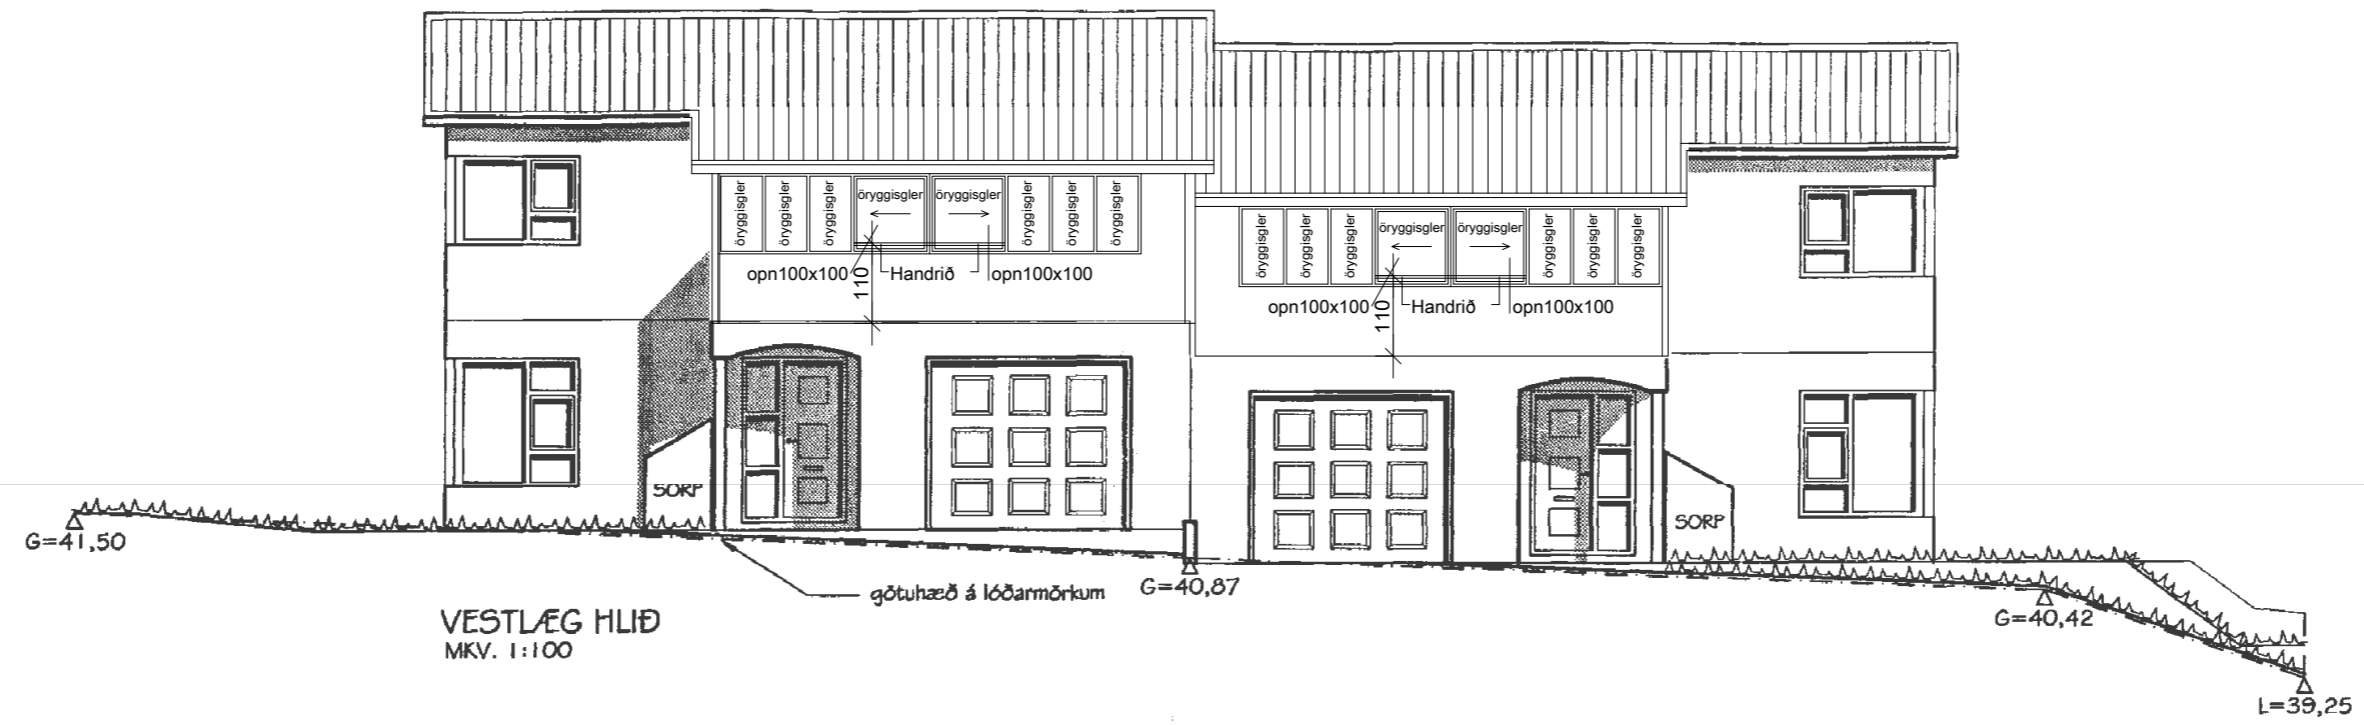 öryggisgler
öryggisgler
öryggisgler
öryggisgler
öryggisgler
öryggisgler
öryggisgler
öryggisgler
opn100x100
110
Handrið
opn100x100
öryggisgler
öryggisgler
öryggisgler
öryggisgler
öryggisgler
öryggisgler
öryggisgler
öryggisgler
opn100x100
110
Handrið
opn100x100
SORP
SORP
G=41,50
götuhæð á lóðarmörkum
G=40,87
G=40,42
L=39,25
VESTLÆG HLIÐ
MKV. 1:100